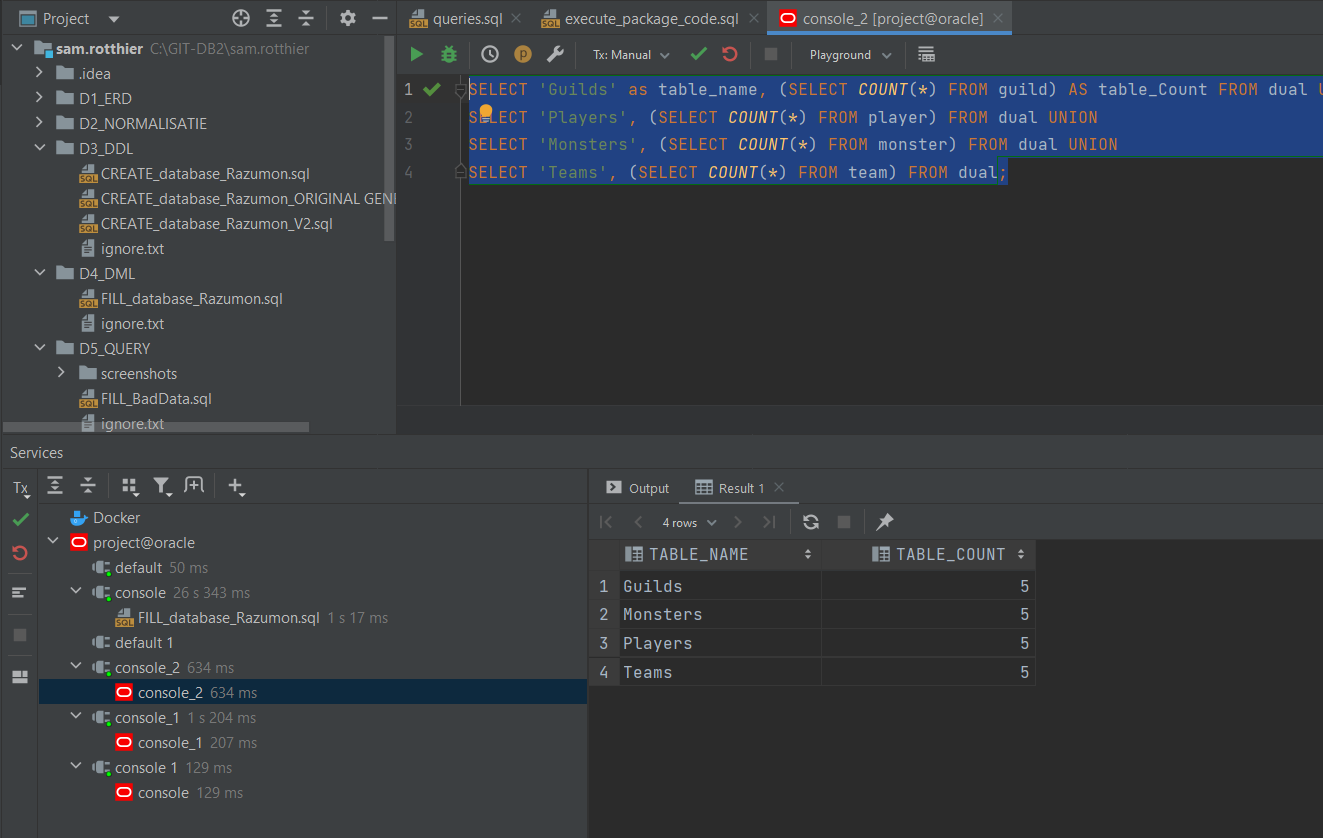 Project
queries.sql
execute_package_code.sql
console_2 [project@oracle]
Tx: Manual
Playground
sam.rotthier C:\GIT-DB2\sam.rotthier
.idea
D1_ERD
D2_NORMALISATIE
D3_DDL
CREATE_database_Razumon.sql
CREATE_database_Razumon_ORIGINAL GEN
CREATE_database_Razumon_V2.sql
ignore.txt
D4_DML
FILL_database_Razumon.sql
ignore.txt
D5_QUERY
screenshots
FILL_BadData.sql
ignore.txt
1 SELECT 'Guilds' as table_name, (SELECT COUNT(*) FROM guild) AS table_Count FROM dual U
2 SELECT 'Players', (SELECT COUNT(*) FROM player) FROM dual UNION
3 SELECT 'Monsters', (SELECT COUNT(*) FROM monster) FROM dual UNION
4 SELECT 'Teams', (SELECT COUNT(*) FROM team) FROM dual;
Services
Tx
Docker
project@oracle
default 50 ms
console 26 s 343 ms
FILL_database_Razumon.sql 1 s 17 ms
default 1
console_2 634 ms
console_2 634 ms
console_1 1 s 204 ms
console_1 207 ms
console 1 129 ms
console 129 ms
Output
Result 1
4 rows
TABLE_NAME TABLE_COUNT
1 Guilds 5
2 Monsters 5
3 Players 5
4 Teams 5